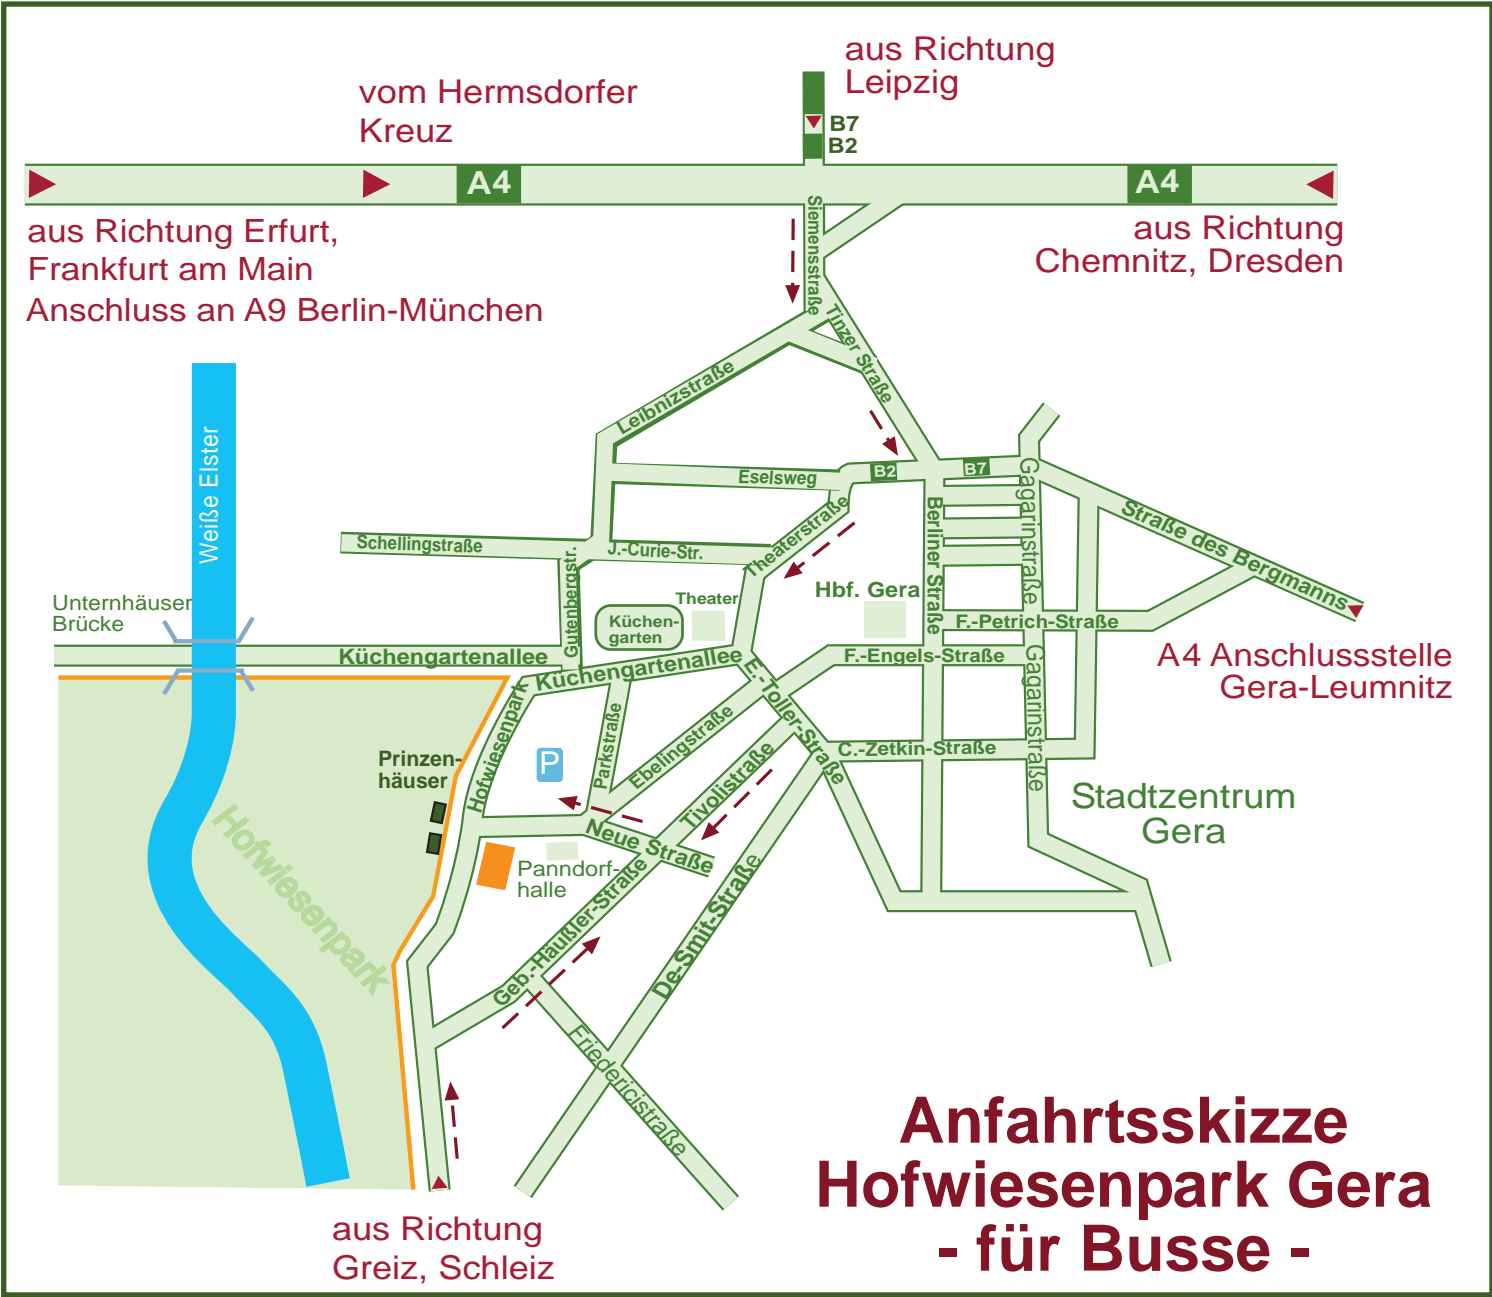 aus Richtung
Leipzig
vom Hermsdorfer
Kreuz
B7
B2
A4
A4
aus Richtung Erfurt,
Frankfurt am Main
Anschluss an A9 Berlin-München
aus Richtung
Chemnitz, Dresden
Siemensstraße
Tinzer Straße
Leibnizstraße
Weiße Elster
Eselsweg
B2
B7
Gagarinstraße
Straße des Bergmanns
Berliner Straße
Theaterstraße
Schellingstraße
J.-Curie-Str.
Gutenbergstr.
Unternhäuser
Brücke
Theater
Hbf. Gera
Küchen-
garten
F.-Petrich-Straße
Küchengartenallee
Küchengartenallee
F.-Engels-Straße
A4 Anschlussstelle
Gera-Leumnitz
E.-Toller-Straße
Gagarinstraße
Hofwiesenpark
Parkstraße
Ebelingstraße
Tivolistraße
C.-Zetkin-Straße
Prinzen-
häuser
P
Stadtzentrum
Gera
Hofwiesenpark
Neue Straße
Panndorf-
halle
Geb.-Häußler-Straße
De-Smit-Straße
Friedericistraße
Anfahrtsskizze
Hofwiesenpark Gera
- für Busse -
aus Richtung
Greiz, Schleiz